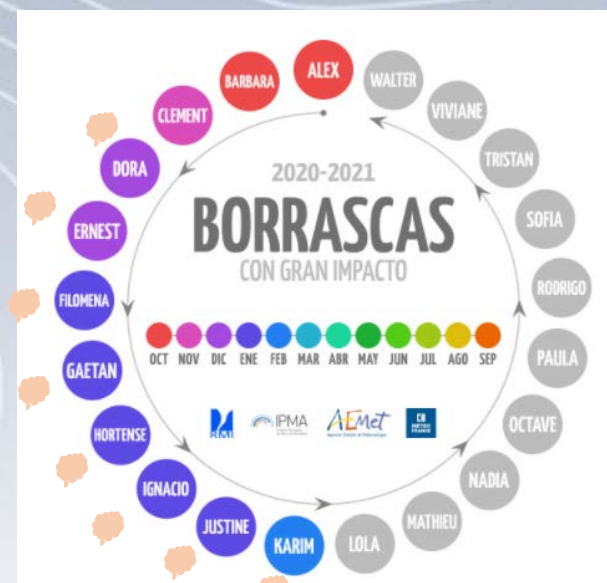 ALEX
BARBARA
CLEMENT
DORA
ERNEST
FILOMENA
GAETAN
HORTENSE
IGNACIO
JUSTINE
KARIM
LOLA
MATHIEU
NADIA
OCTAVE
PAULA
RODRIGO
SOFIA
TRISTAN
VIVIANE
WALTER
2020-2021
BORRASCAS
CON GRAN IMPACTO
OCT NOV DIC ENE FEB MAR ABR MAY JUN JUL AGO SEP
IPMA
AEMet
METEO
FRANCE